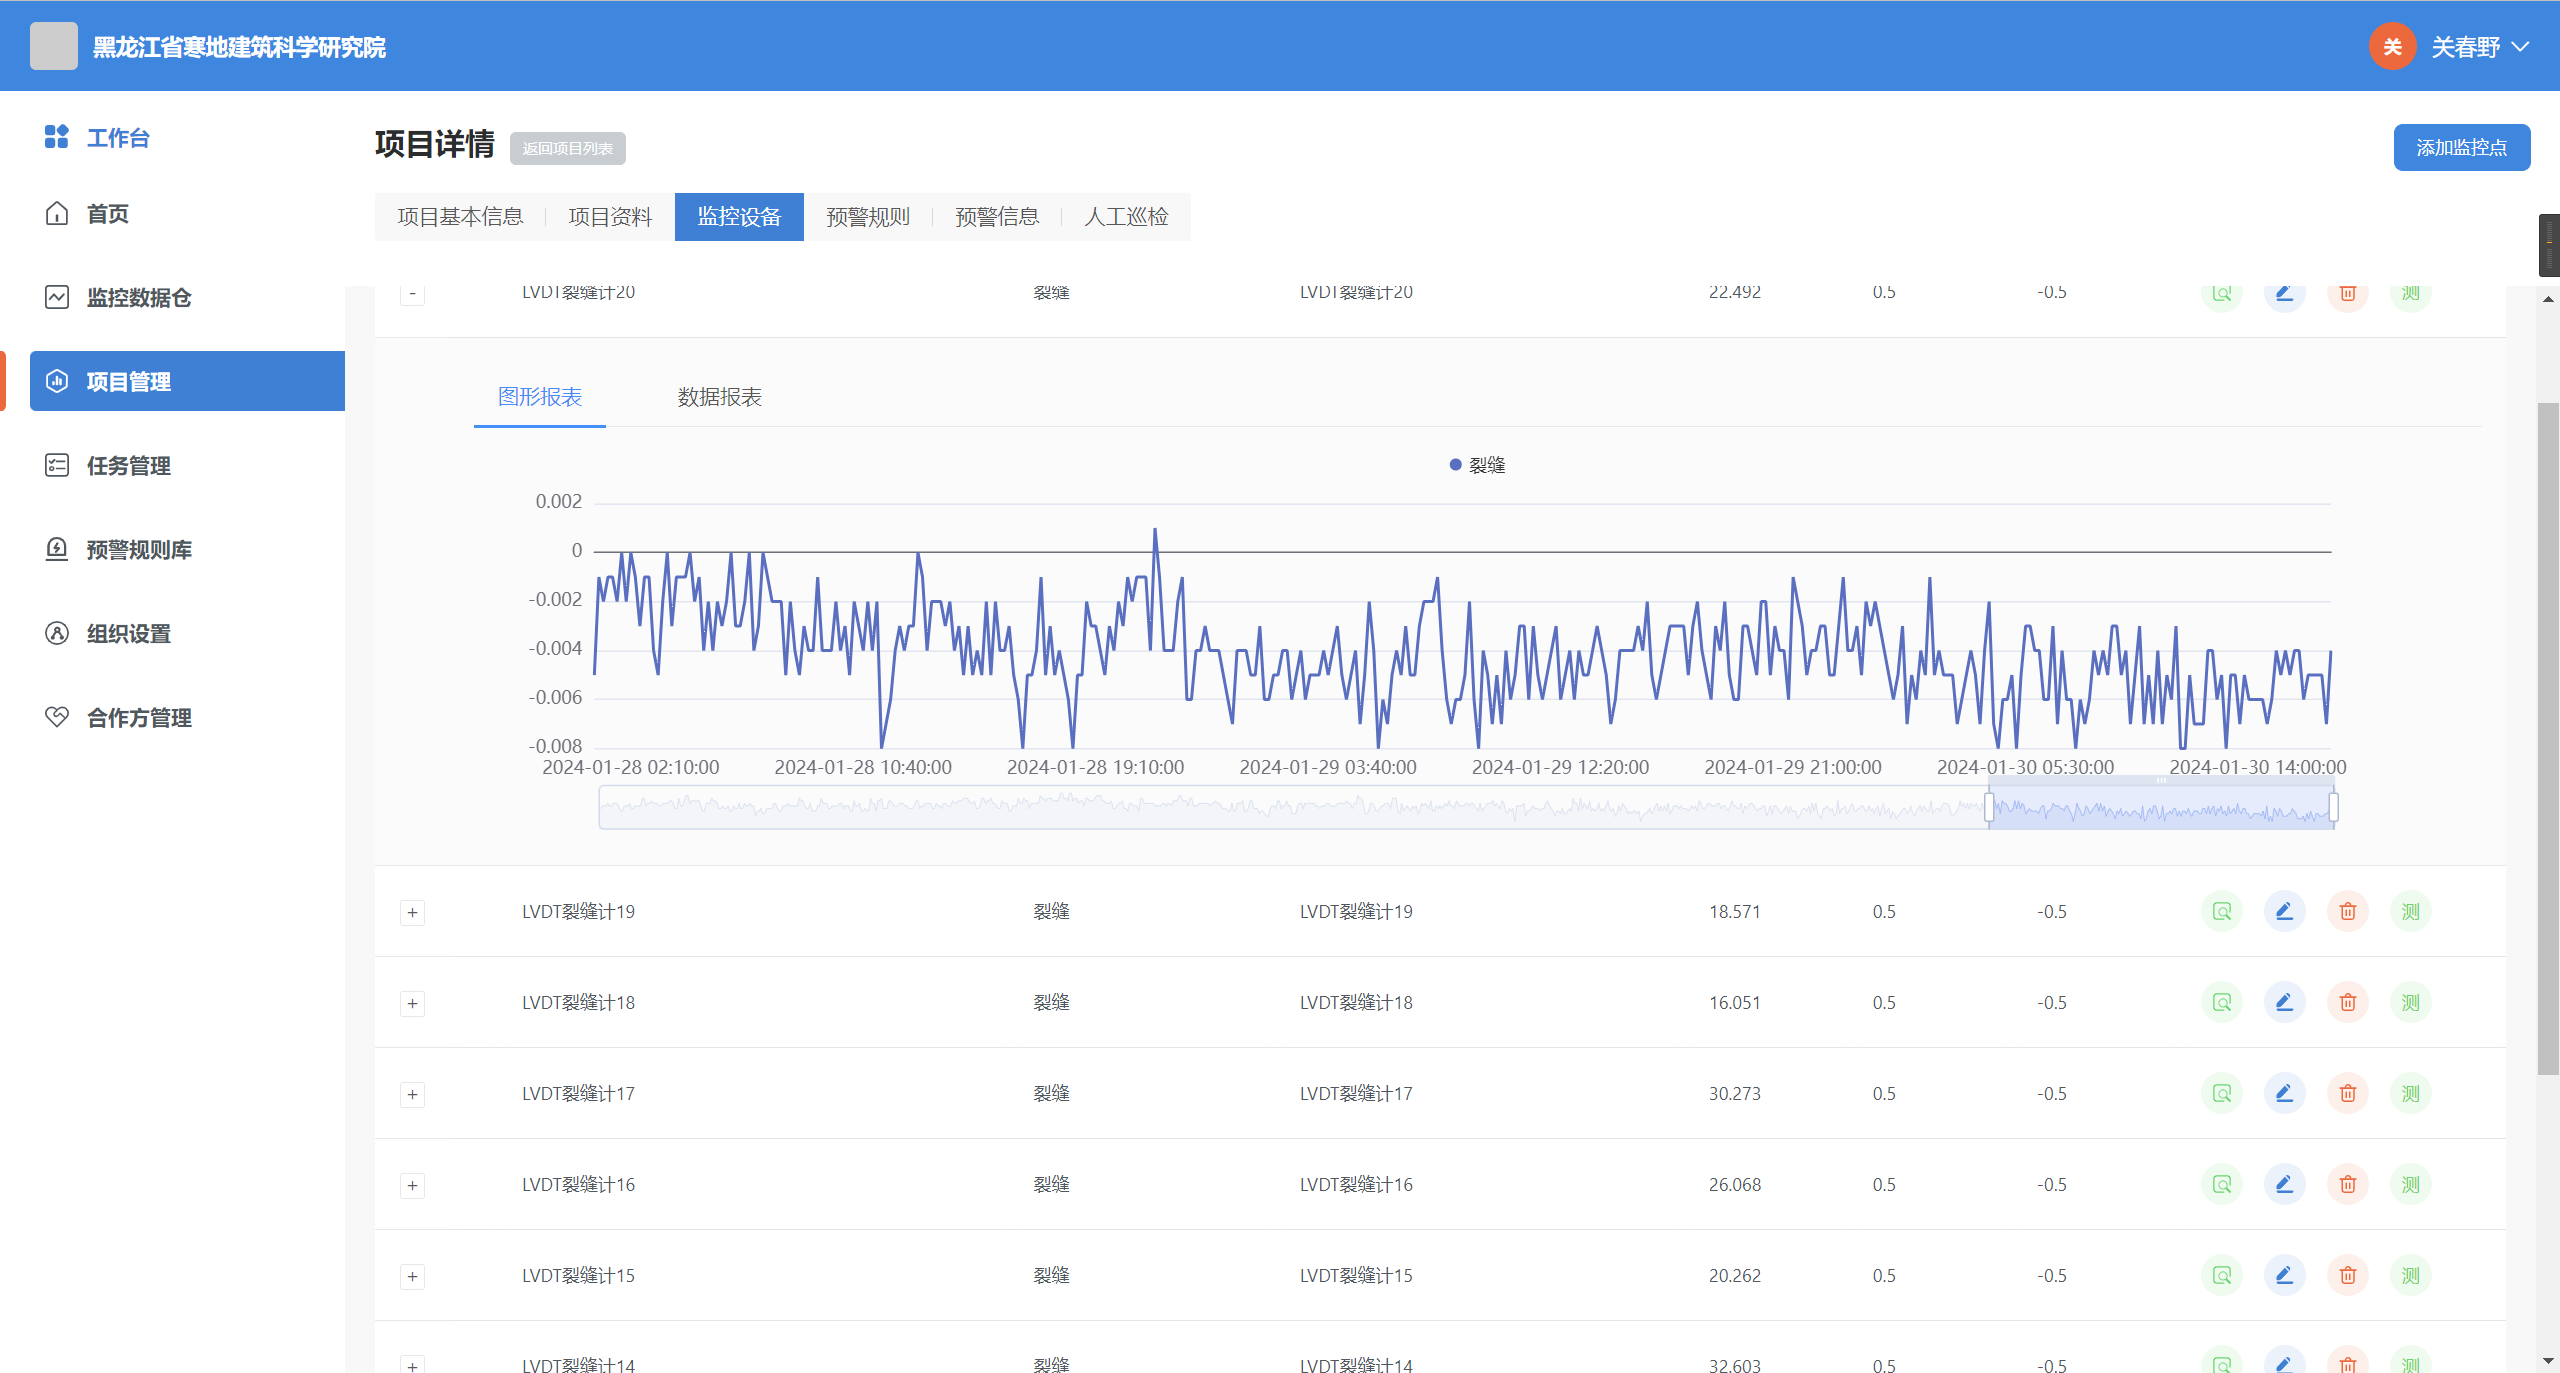 黑龙江省寒地建筑科学研究院
关
关春野
工作台
首页
监控数据仓
项目管理
任务管理
预警规则库
组织设置
合作方管理
项目详情
返回项目列表
添加监控点
项目基本信息
项目资料
监控设备
预警规则
预警信息
人工巡检
- LVDT裂缝计20 裂缝 LVDT裂缝计20 22.492 0.5 -0.5 测
图形报表
数据报表
裂缝
0.002
0
-0.002
-0.004
-0.006
-0.008
2024-01-28 02:10:00
2024-01-28 10:40:00
2024-01-28 19:10:00
2024-01-29 03:40:00
2024-01-29 12:20:00
2024-01-29 21:00:00
2024-01-30 05:30:00
2024-01-30 14:00:00
+ LVDT裂缝计19 裂缝 LVDT裂缝计19 18.571 0.5 -0.5 测
+ LVDT裂缝计18 裂缝 LVDT裂缝计18 16.051 0.5 -0.5 测
+ LVDT裂缝计17 裂缝 LVDT裂缝计17 30.273 0.5 -0.5 测
+ LVDT裂缝计16 裂缝 LVDT裂缝计16 26.068 0.5 -0.5 测
+ LVDT裂缝计15 裂缝 LVDT裂缝计15 20.262 0.5 -0.5 测
+ LVDT裂缝计14 裂缝 LVDT裂缝计14 32.603 0.5 -0.5 测